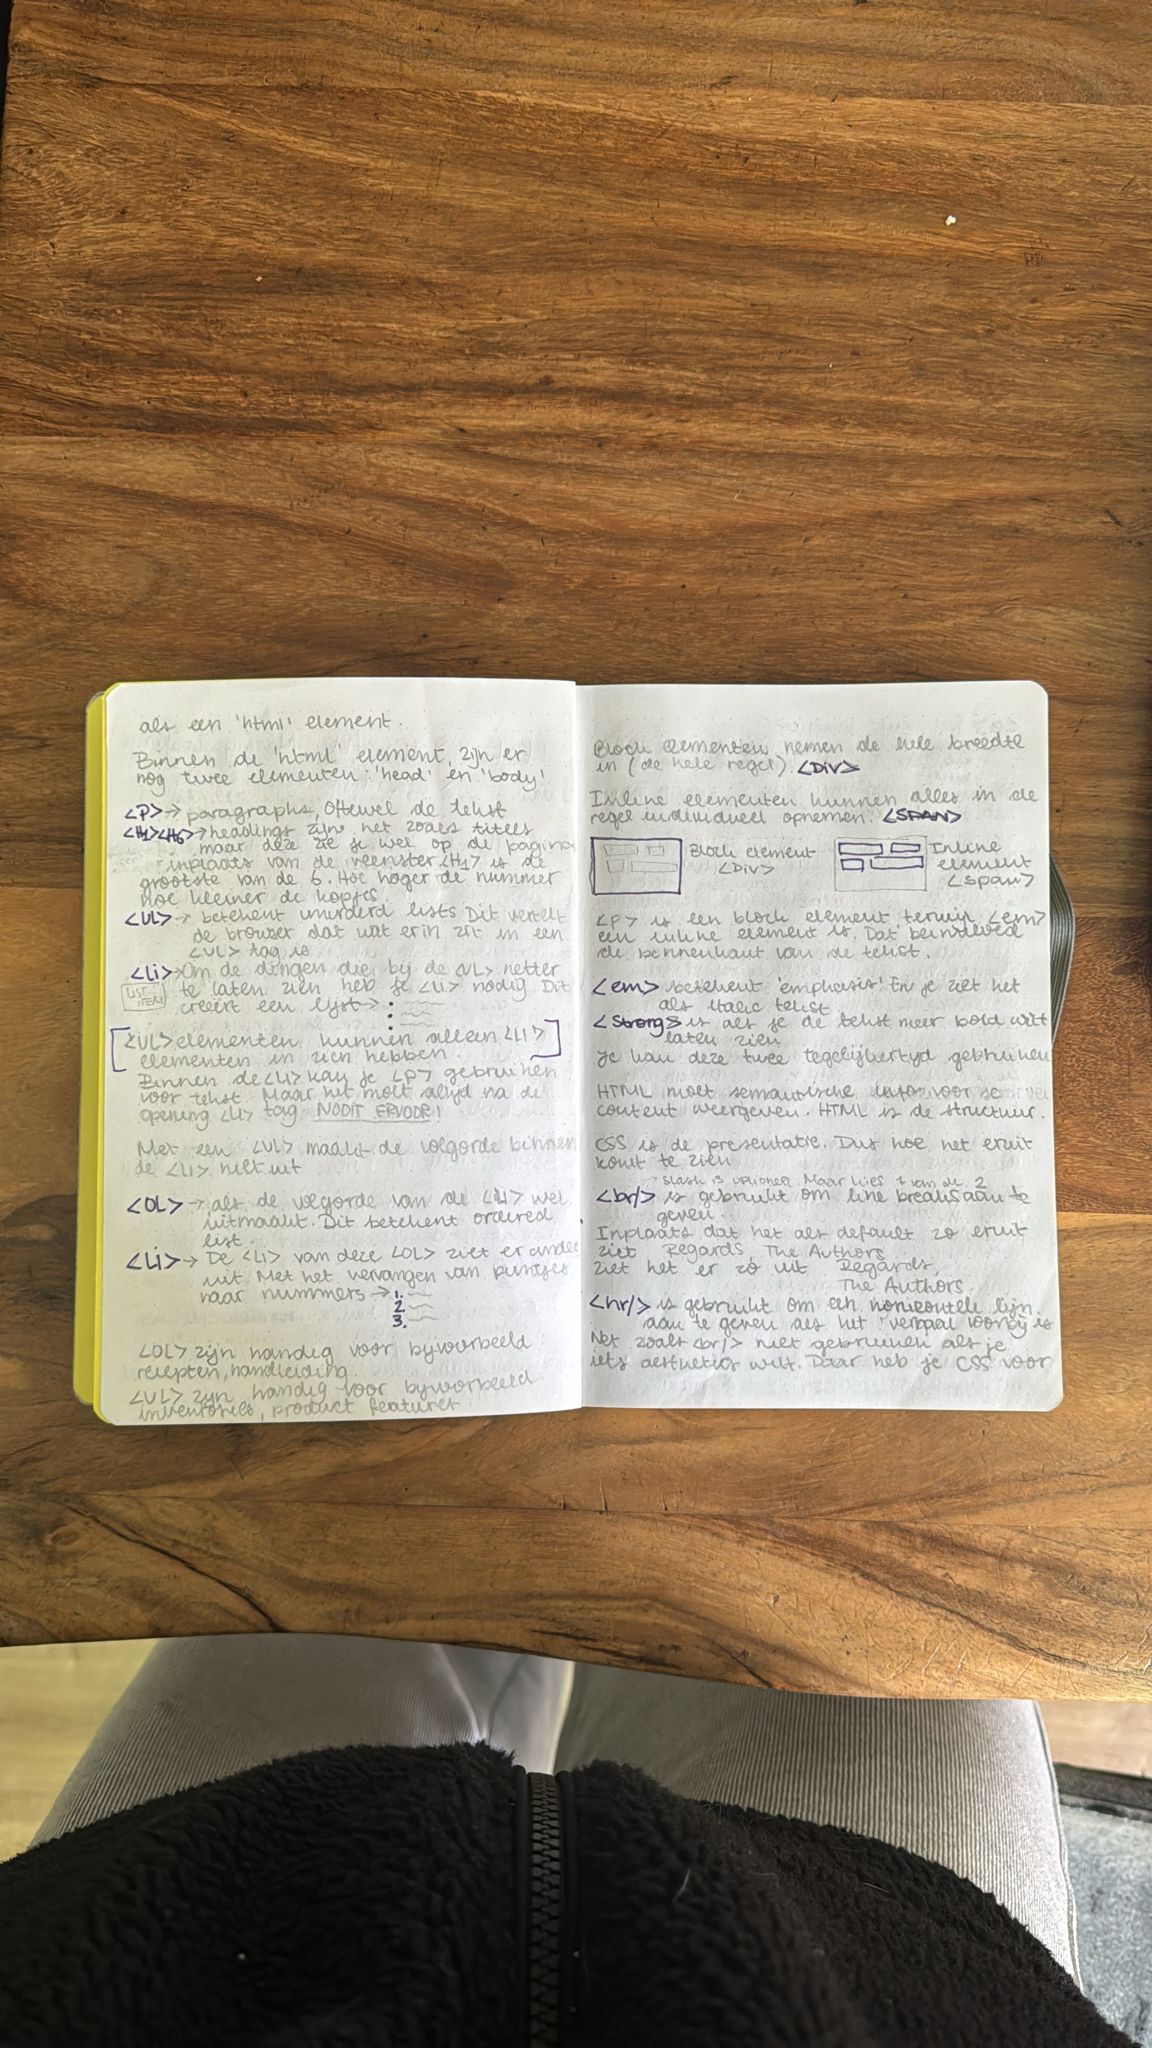 als een 'html' element.
Binnen de 'html' element, zijn er
nog twee elementen: 'head' en 'body'
<P> → paragraphs, Oftewel de tekst
<H1><H6> → headings zijn net zoals titels
maar deze zie je wel op de pagina
inplaats van de veenster <H1> is de
grootste van de 6. Hoe hoger de nummer
hoe kleiner de kopjes
<UL> → betekent unorderd lists Dit vertelt
de browser dat wat erin zit in een
<UL> tag is
<Li> → Om de dingen die bij de <UL> netter
te laten zien heb je <Li> nodig Dit
creëert een lijst →
LIST ITEM
[<UL> elementen kunnen alleen <LI>
elementen in zich hebben.]
Binnen de <Li> kan je <P> gebruiken
voor tekst. Maar het moet altijd na de
opening <Li> tag NOOIT ERVOOR!
Met een <UL> maakt de volgorde binnen
de <Li> niet uit
<OL> → als de volgorde van de <Li> wel
uitmaakt. Dit betekent ordered
list.
<Li> → De <Li> van deze <OL> ziet er anders
uit. Met het vervangen van puntjes
naar nummers → 1.
2.
3.
<OL> zijn handig voor bijvoorbeeld
recepten, handleiding.
<UL> zijn handig voor bijvoorbeeld
inventories, product features
Block elementen nemen de hele breedte
in (de hele regel) <Div>
Inline elementen kunnen alles in de
regel individueel opnemen. <SPAN>
Block element
<Div>
Inline
element
<span>
<P> is een block element terwijl <em>
een inline element is. Dat
de binnenkant van de tekst.
<em> betekent 'emphasis' En je ziet het
als Italic tekst
<Strong> is als je de tekst meer bold wilt
laten zien
Je kan deze twee tegelijkertijd gebruiken
HTML moet semantische info voor je
content weergeven. HTML is de structuur.
CSS is de presentatie. Dus hoe het eruit
komt te zien
→ slash is optioneel Maar kies 1 van de 2
<br/> is gebruikt om line breaks aan te
geven.
Inplaats dat het als default zo eruit
ziet Regards, The Authors
ziet het er zo uit Regards,
The Authors.
<hr/> is gebruikt om een horizontele lijn
aan te geven als het verhaal voorbij is
Net zoals <br/> niet gebruiken als je
iets aesthetics wilt. Daar heb je CSS voor